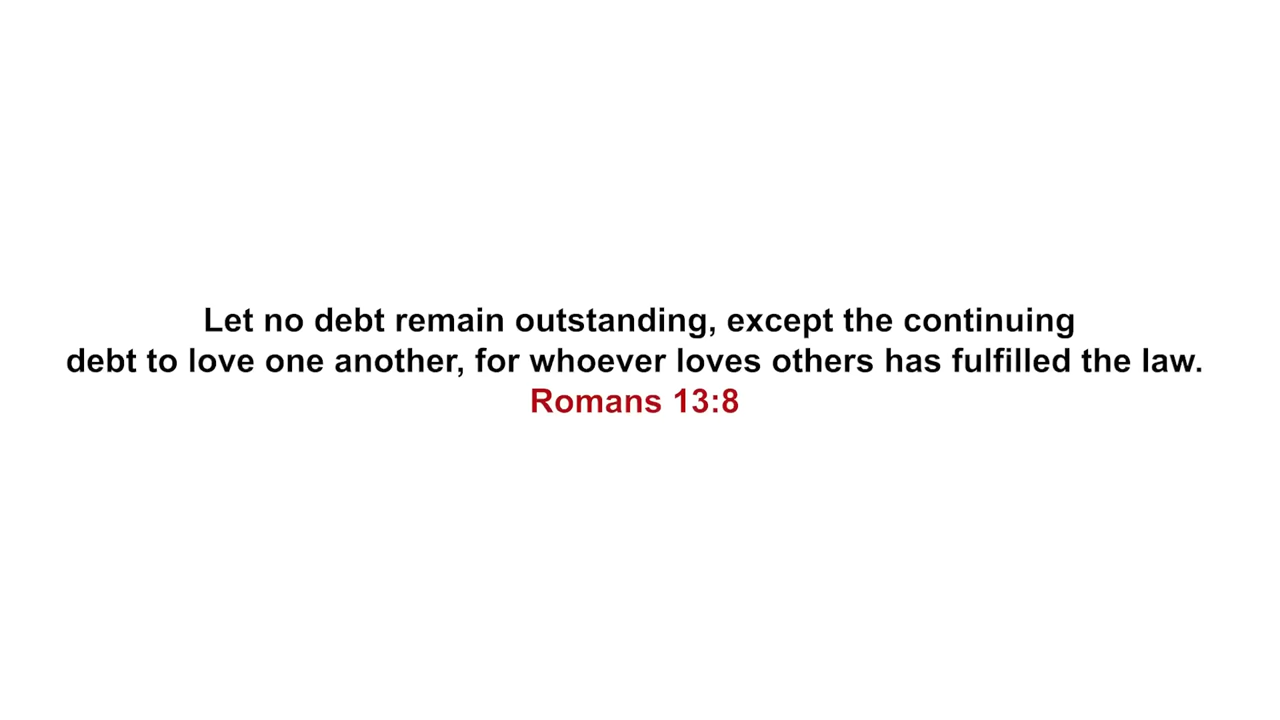 Let no debt remain outstanding, except the continuing
debt to love one another, for whoever loves others has fulfilled the law.
Romans 13:8